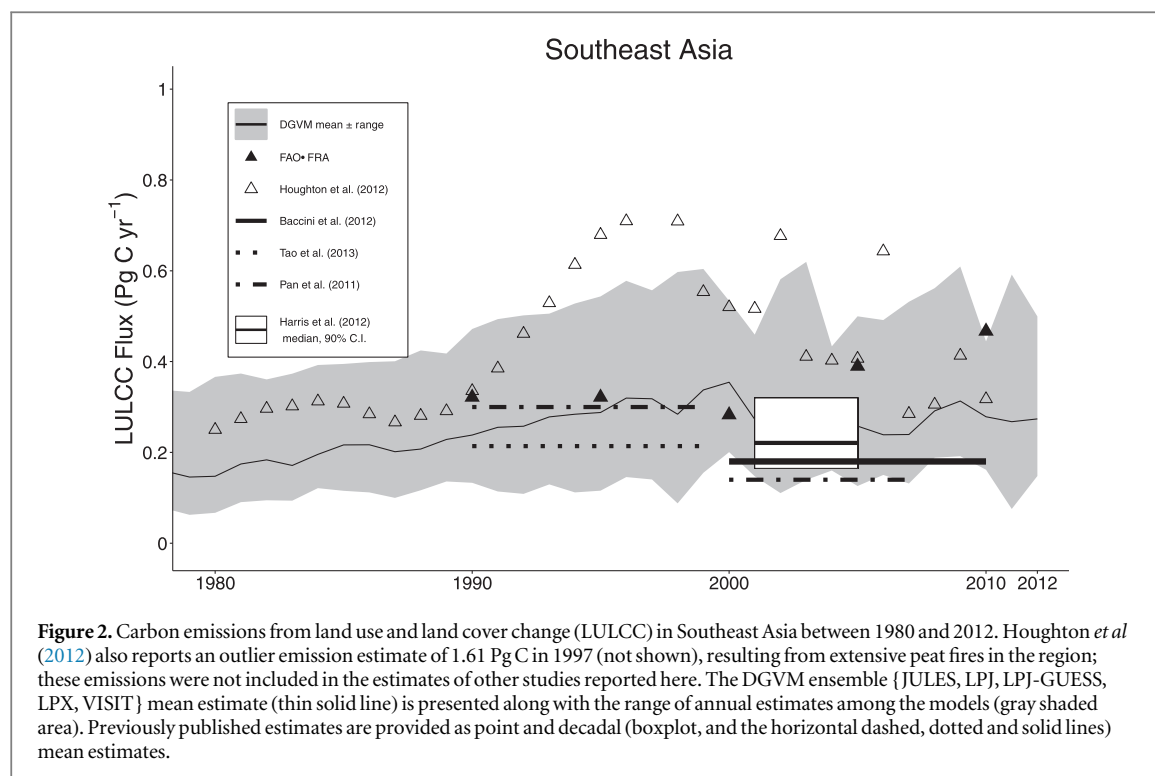 Southeast Asia
LULCC Flux (Pg C yr⁻¹)
1
0.8
0.6
0.4
0.2
0
DGVM mean ± range
FAO• FRA
Houghton et al. (2012)
Baccini et al. (2012)
Tao et al. (2013)
Pan et al. (2011)
Harris et al. (2012)
median, 90% C.I.
1980 1990 2000 2010 2012
Figure 2. Carbon emissions from land use and land cover change (LULCC) in Southeast Asia between 1980 and 2012. Houghton et al
(2012) also reports an outlier emission estimate of 1.61 Pg C in 1997 (not shown), resulting from extensive peat fires in the region;
these emissions were not included in the estimates of other studies reported here. The DGVM ensemble {JULES, LPJ, LPJ-GUESS,
LPX, VISIT} mean estimate (thin solid line) is presented along with the range of annual estimates among the models (gray shaded
area). Previously published estimates are provided as point and decadal (boxplot, and the horizontal dashed, dotted and solid lines)
mean estimates.